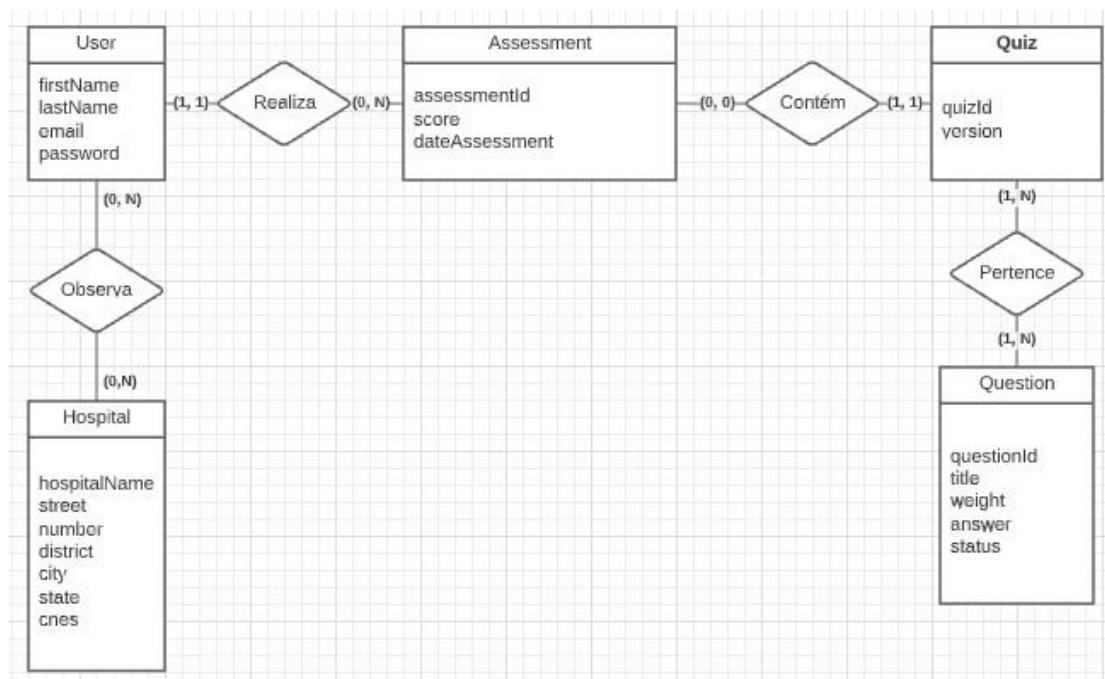 User
firstName
lastName
email
password
(1, 1)
Realiza
(0, N)
Assessment
assessmentId
score
dateAssessment
(0, 0)
Contém
(1, 1)
Quiz
quizId
version
(0, N)
Observa
(0,N)
Hospital
hospitalName
street
number
district
city
state
cnes
(1, N)
Pertence
(1, N)
Question
questionId
title
weight
answer
status